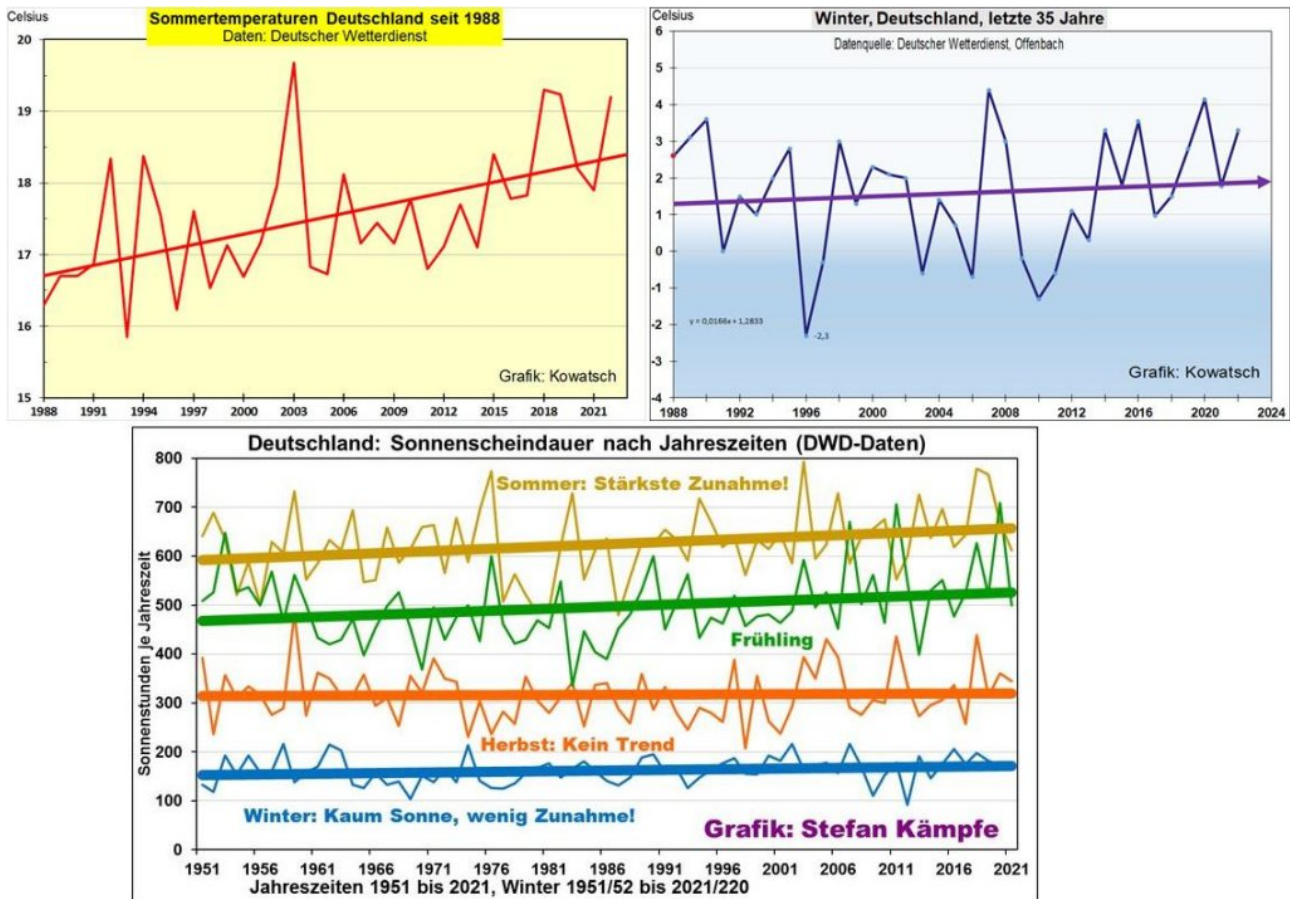 Celsius
Sommertemperaturen Deutschland seit 1988
Daten: Deutscher Wetterdienst
20
19
18
17
16
15
Grafik: Kowatsch
1988 1991 1994 1997 2000 2003 2006 2009 2012 2015 2018 2021
Celsius
Winter, Deutschland, letzte 35 Jahre
Datenquelle: Deutscher Wetterdienst, Offenbach
6
5
4
3
2
1
0
-1
-2
-3
-4
y = 0,0166x + 1,2833
-2,3
Grafik: Kowatsch
1988 1992 1996 2000 2004 2008 2012 2016 2020 2024
Deutschland: Sonnenscheindauer nach Jahreszeiten (DWD-Daten)
Sonnenstunden je Jahreszeit
800
700
600
500
400
300
200
100
0
Sommer: Stärkste Zunahme!
Frühling
Herbst: Kein Trend
Winter: Kaum Sonne, wenig Zunahme!
Grafik: Stefan Kämpfe
1951 1956 1961 1966 1971 1976 1981 1986 1991 1996 2001 2006 2011 2016 2021
Jahreszeiten 1951 bis 2021, Winter 1951/52 bis 2021/220